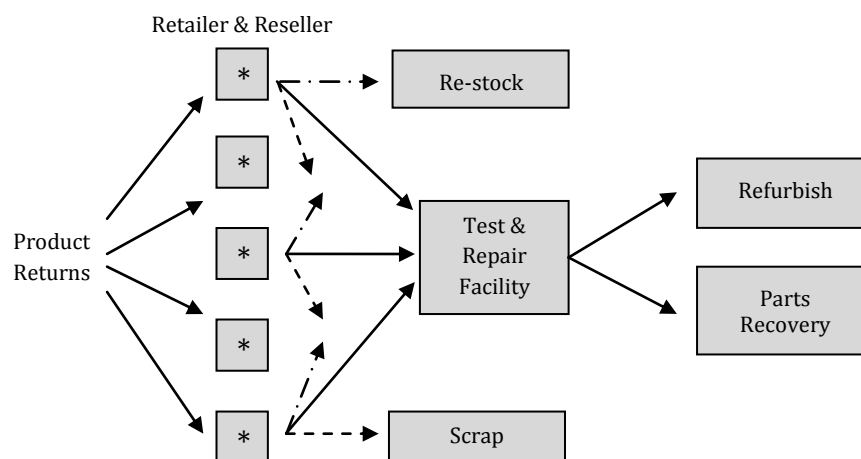 Retailer & Reseller
*
Re-stock
*
Refurbish
Product
Returns
*
Test &
Repair
Facility
Parts
Recovery
*
*
Scrap